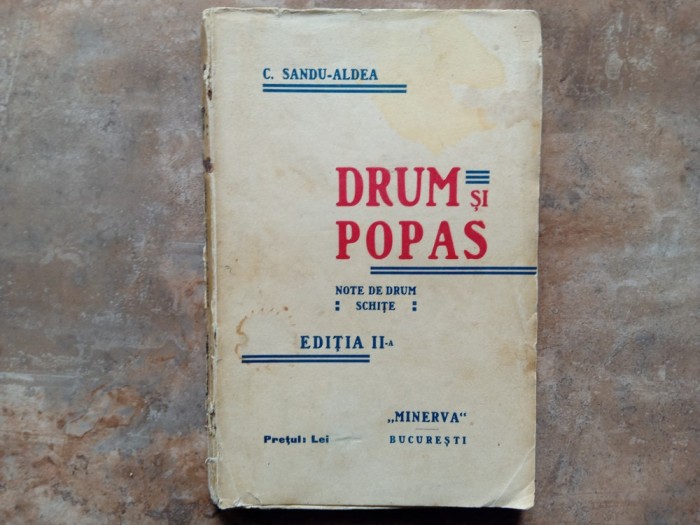 C. SANDU-ALDEA
DRUM ȘI
POPAS
NOTE DE DRUM
SCHIȚE
EDIȚIA II-A
„MINERVA“
Prețul: Lei
BUCUREȘTI